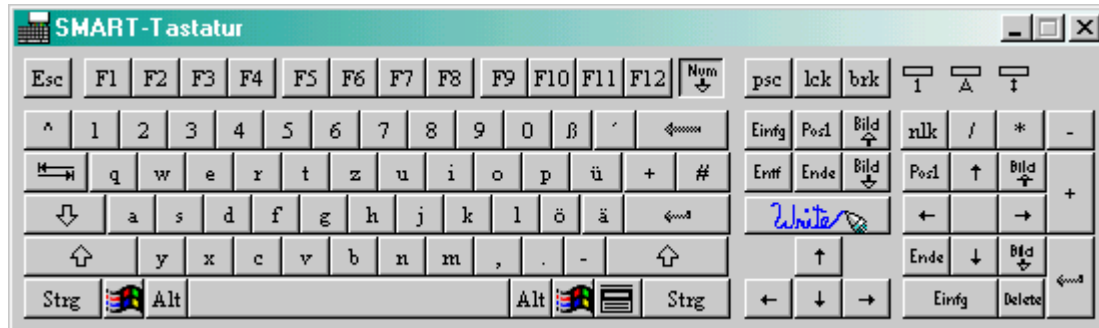 SMART-Tastatur
Esc F1 F2 F3 F4 F5 F6 F7 F8 F9 F10 F11 F12 Num psc lck brk 1 A
^ 1 2 3 4 5 6 7 8 9 0 ß ´ Einfg Pos1 Bild nlk / * -
q w e r t z u i o p ü + # Entf Ende Bild Pos1 ↑ Bild +
a s d f g h j k l ö ä Write ← →
y x c v b n m , . - ↑ Ende ↓ Bild
Strg Alt Alt Strg ← ↓ → Einfg Delete